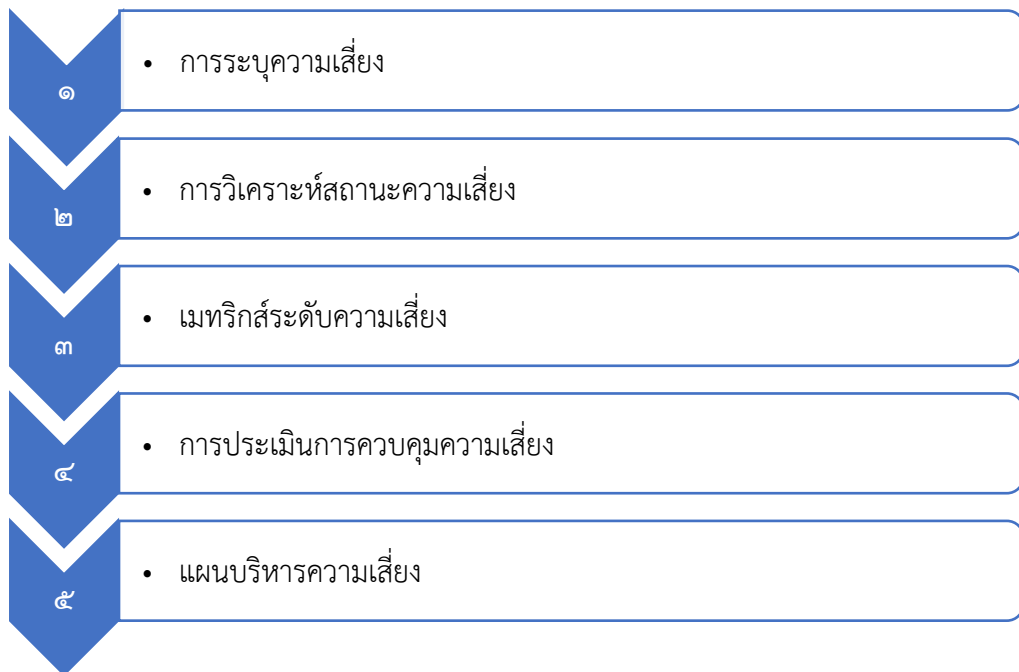 ๑
• การระบุความเสี่ยง
๒
• การวิเคราะห์สถานะความเสี่ยง
๓
• เมทริกส์ระดับความเสี่ยง
๔
• การประเมินการควบคุมความเสี่ยง
๕
• แผนบริหารความเสี่ยง